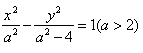 x²/a² − y²/(a²−4) = 1(a > 2)